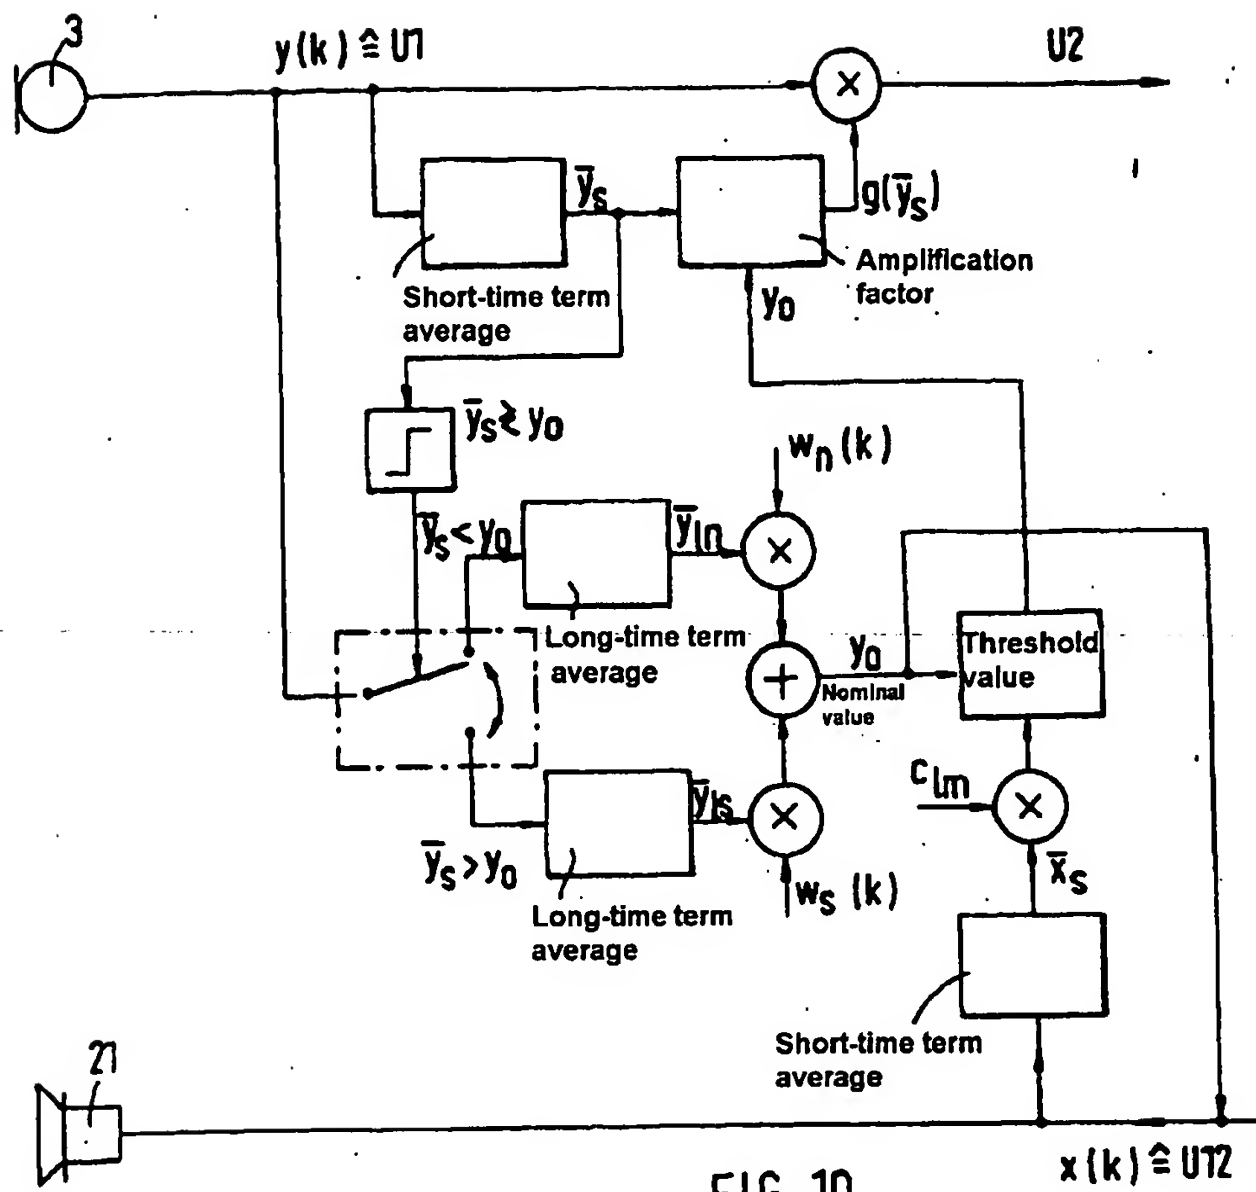 3
y(k) ≙ U1
U2
×
ȳs
g(ȳs)
Amplification
factor
Short-time term
average
y0
ȳs ≷ y0
wn(k)
ȳs < y0
ȳln
×
Long-time term
average
+
y0
Nominal
value
Threshold
value
clm
×
ȳls
×
ȳs > y0
ws (k)
x̄s
Long-time term
average
Short-time term
average
21
x(k) ≙ U12
FIG. 10